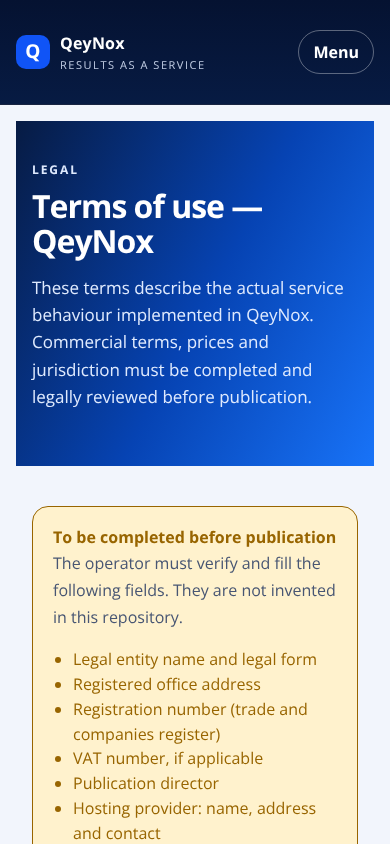 Q
QeyNox
RESULTS AS A SERVICE
Menu
LEGAL
Terms of use —
QeyNox
These terms describe the actual service
behaviour implemented in QeyNox.
Commercial terms, prices and
jurisdiction must be completed and
legally reviewed before publication.
To be completed before publication
The operator must verify and fill the
following fields. They are not invented
in this repository.
• Legal entity name and legal form
• Registered office address
• Registration number (trade and
companies register)
• VAT number, if applicable
• Publication director
• Hosting provider: name, address
and contact